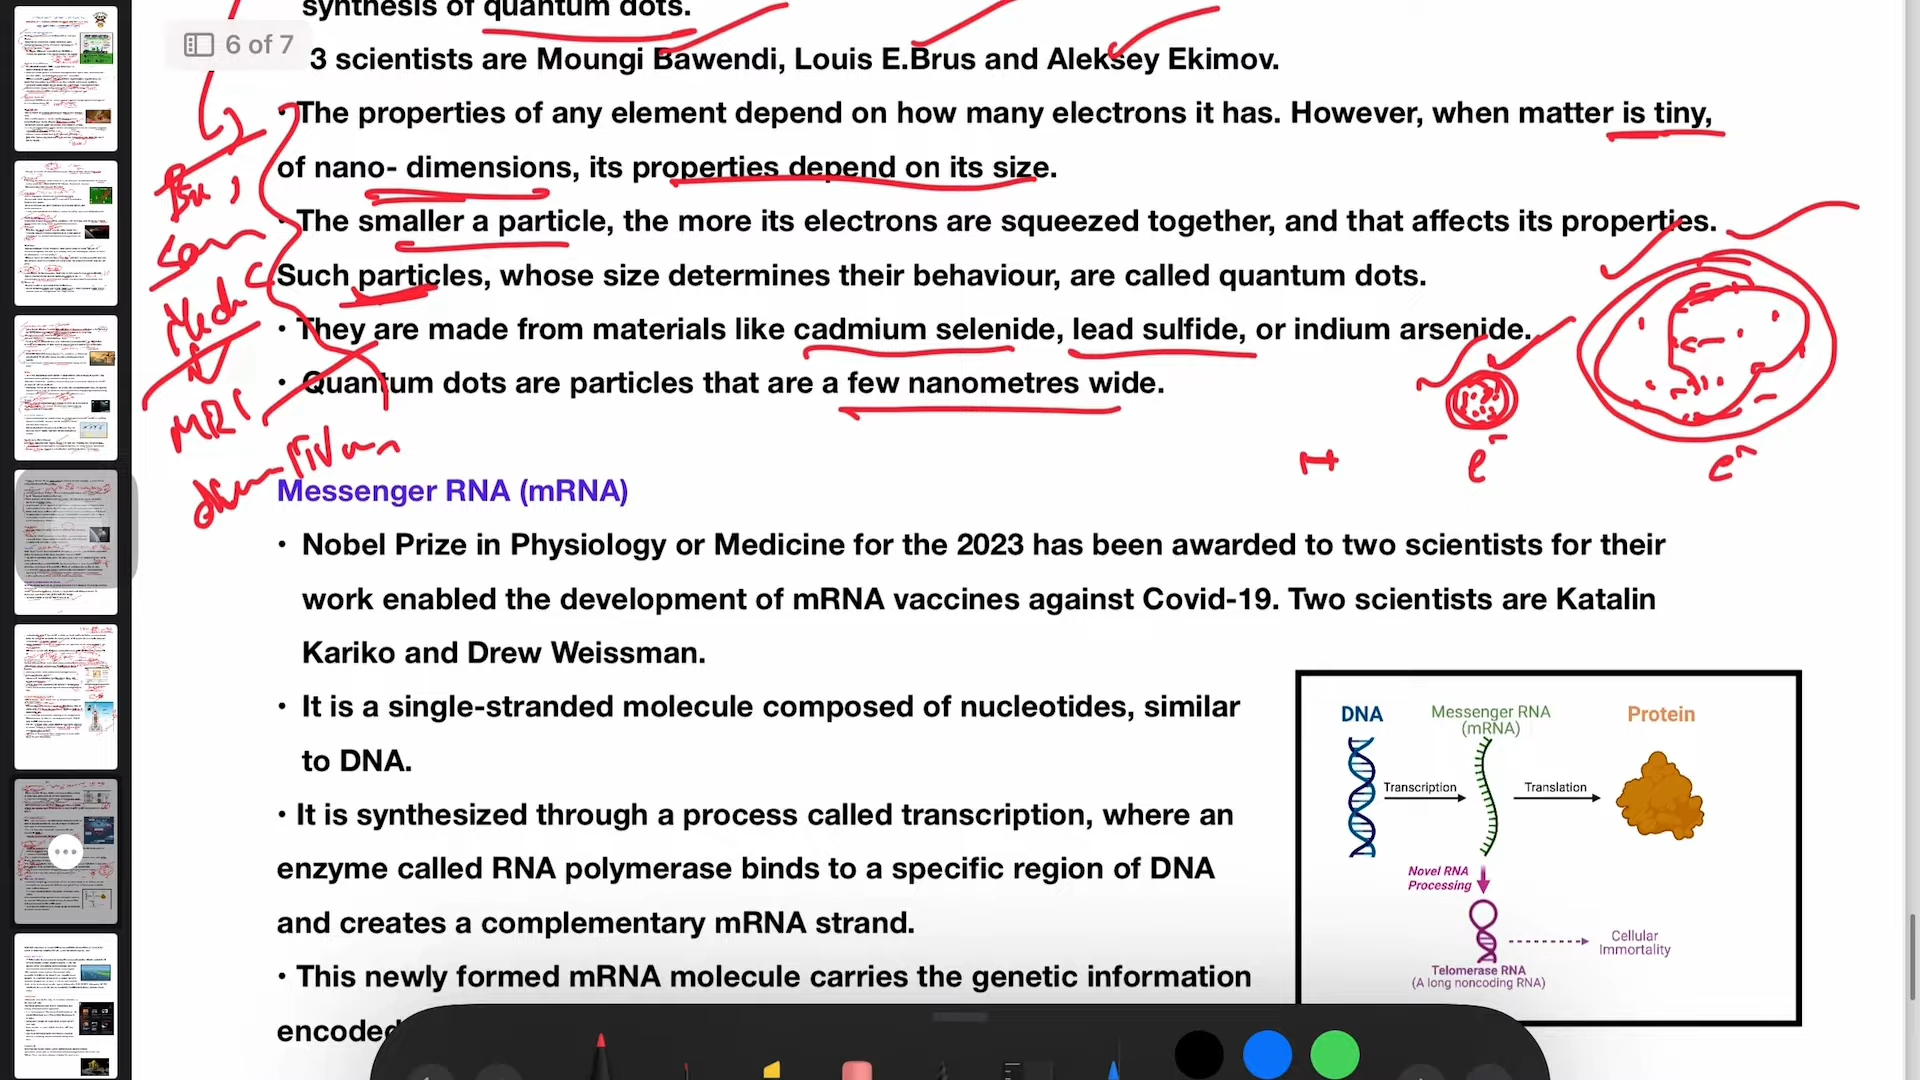 synthesis of quantum dots.
6 of 7
3 scientists are Moungi Bawendi, Louis E.Brus and Aleksey Ekimov.
• The properties of any element depend on how many electrons it has. However, when matter is tiny,
of nano- dimensions, its properties depend on its size.
• The smaller a particle, the more its electrons are squeezed together, and that affects its properties.
Such particles, whose size determines their behaviour, are called quantum dots.
• They are made from materials like cadmium selenide, lead sulfide, or indium arsenide.
• Quantum dots are particles that are a few nanometres wide.
MRI
e-
e-
Messenger RNA (mRNA)
• Nobel Prize in Physiology or Medicine for the 2023 has been awarded to two scientists for their
work enabled the development of mRNA vaccines against Covid-19. Two scientists are Katalin
Kariko and Drew Weissman.
• It is a single-stranded molecule composed of nucleotides, similar
to DNA.
• It is synthesized through a process called transcription, where an
enzyme called RNA polymerase binds to a specific region of DNA
and creates a complementary mRNA strand.
• This newly formed mRNA molecule carries the genetic information
encoded
DNA
Messenger RNA
(mRNA)
Protein
Transcription
Translation
Novel RNA
Processing
Cellular
Immortality
Telomerase RNA
(A long noncoding RNA)